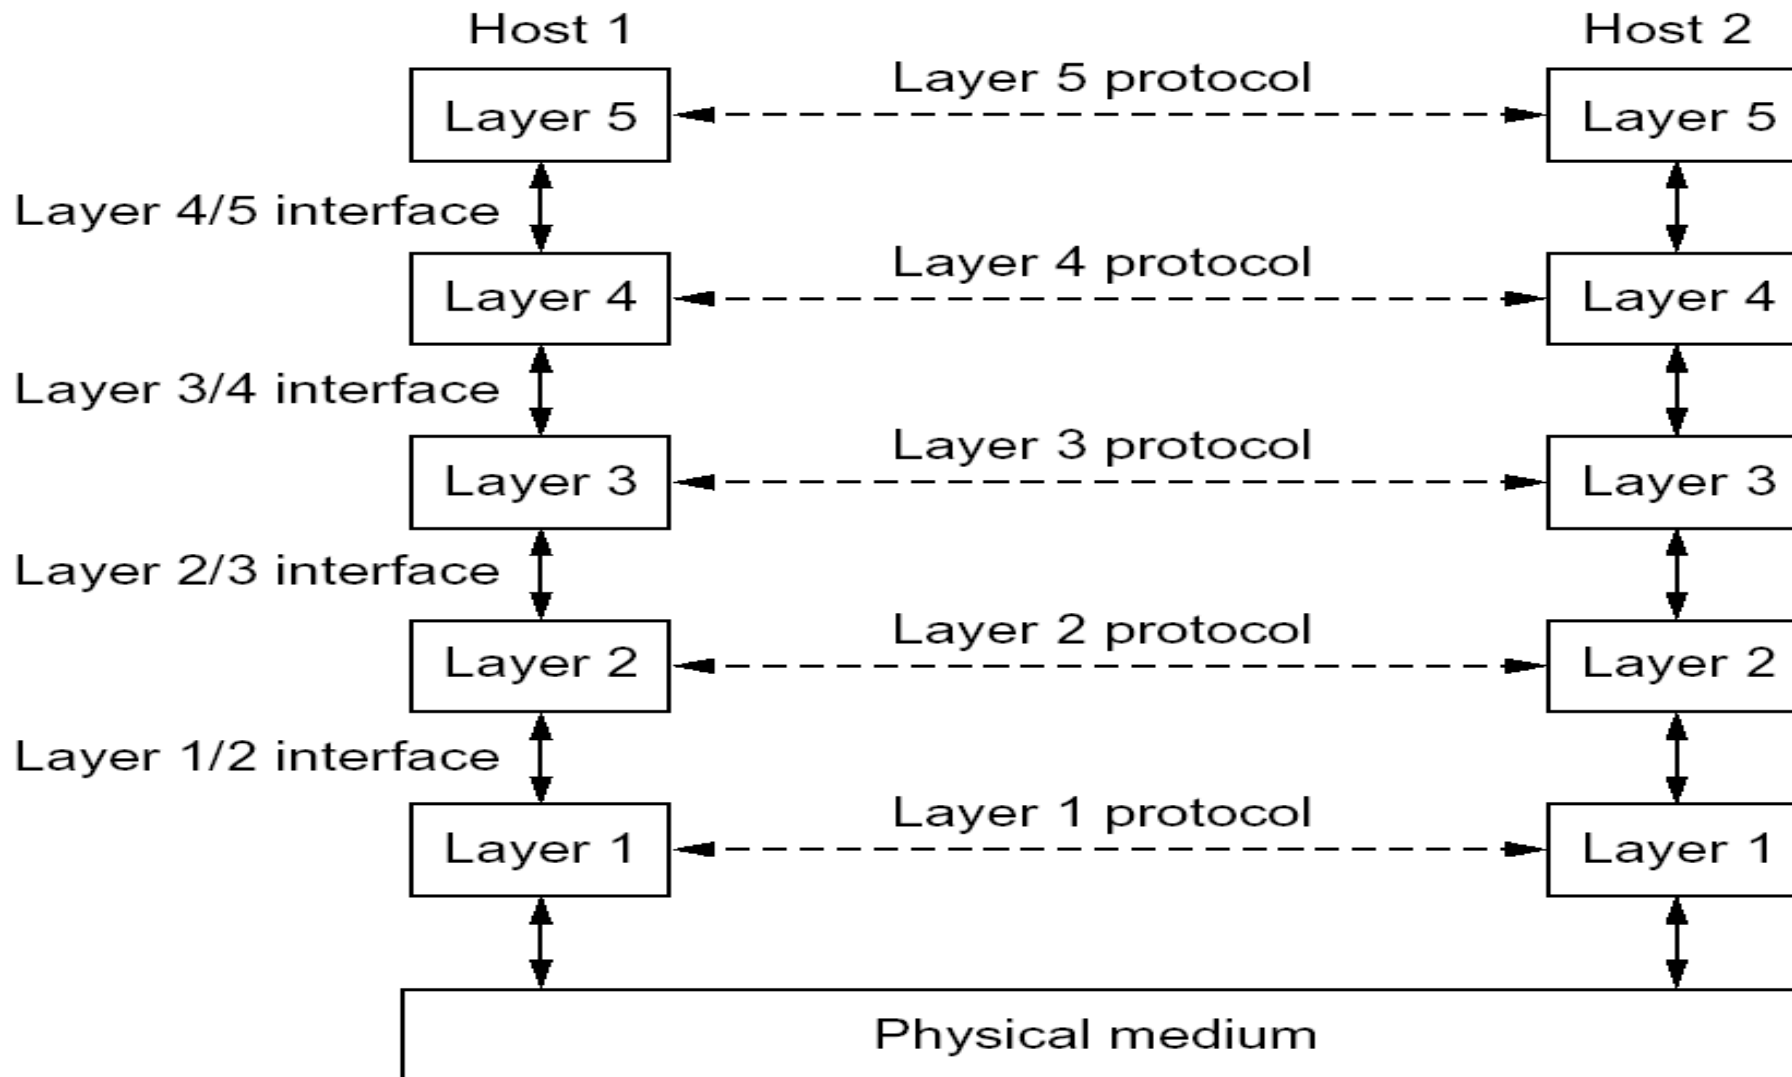 Host 1
Host 2
Layer 5 protocol
Layer 5
Layer 5
Layer 4/5 interface
Layer 4 protocol
Layer 4
Layer 4
Layer 3/4 interface
Layer 3 protocol
Layer 3
Layer 3
Layer 2/3 interface
Layer 2 protocol
Layer 2
Layer 2
Layer 1/2 interface
Layer 1 protocol
Layer 1
Layer 1
Physical medium